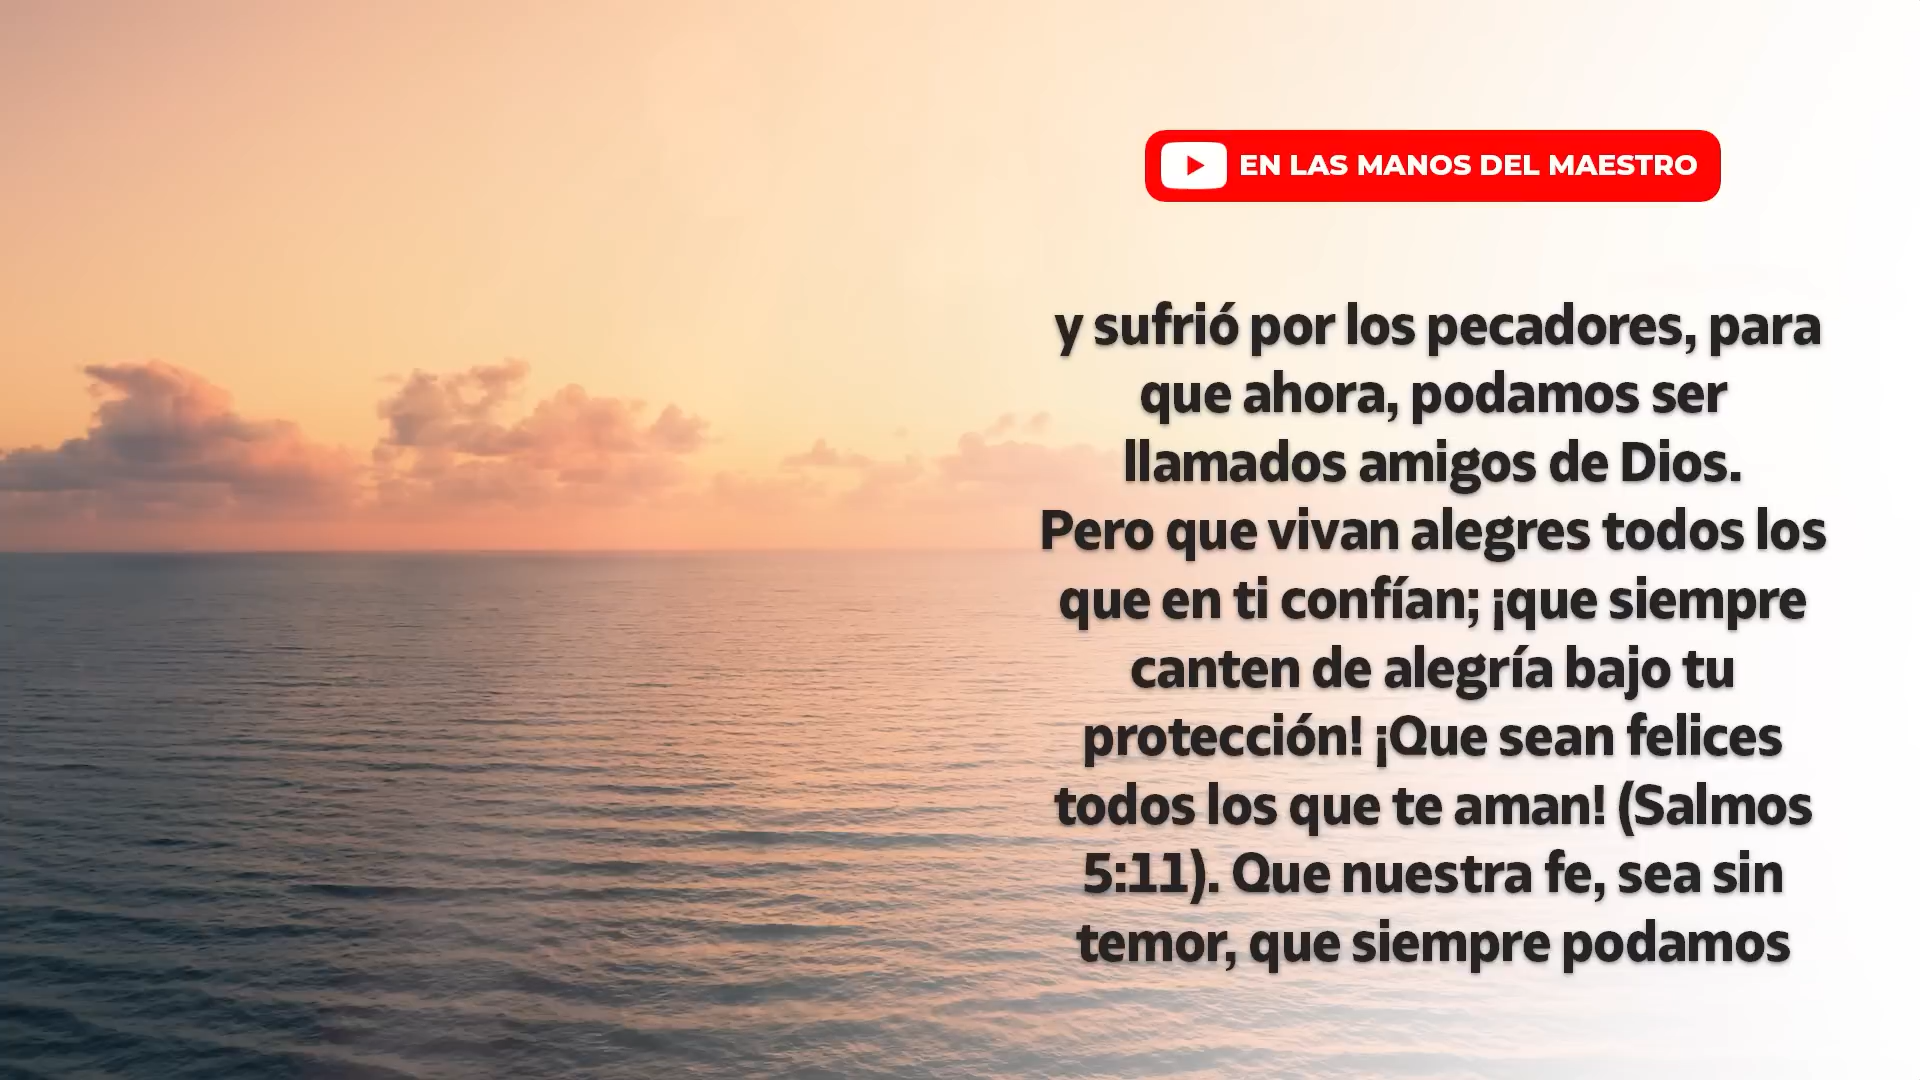 EN LAS MANOS DEL MAESTRO
y sufrió por los pecadores, para
que ahora, podamos ser
llamados amigos de Dios.
Pero que vivan alegres todos los
que en ti confían; ¡que siempre
canten de alegría bajo tu
protección! ¡Que sean felices
todos los que te aman! (Salmos
5:11). Que nuestra fe, sea sin
temor, que siempre podamos